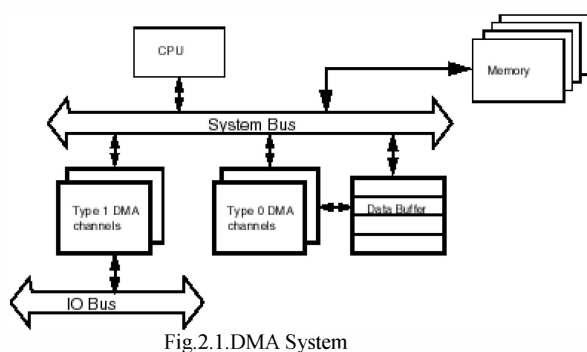 CPU
Memory
System Bus
Type 1 DMA
channels
Type 0 DMA
channels
Data Buffer
IO Bus
Fig.2.1.DMA System